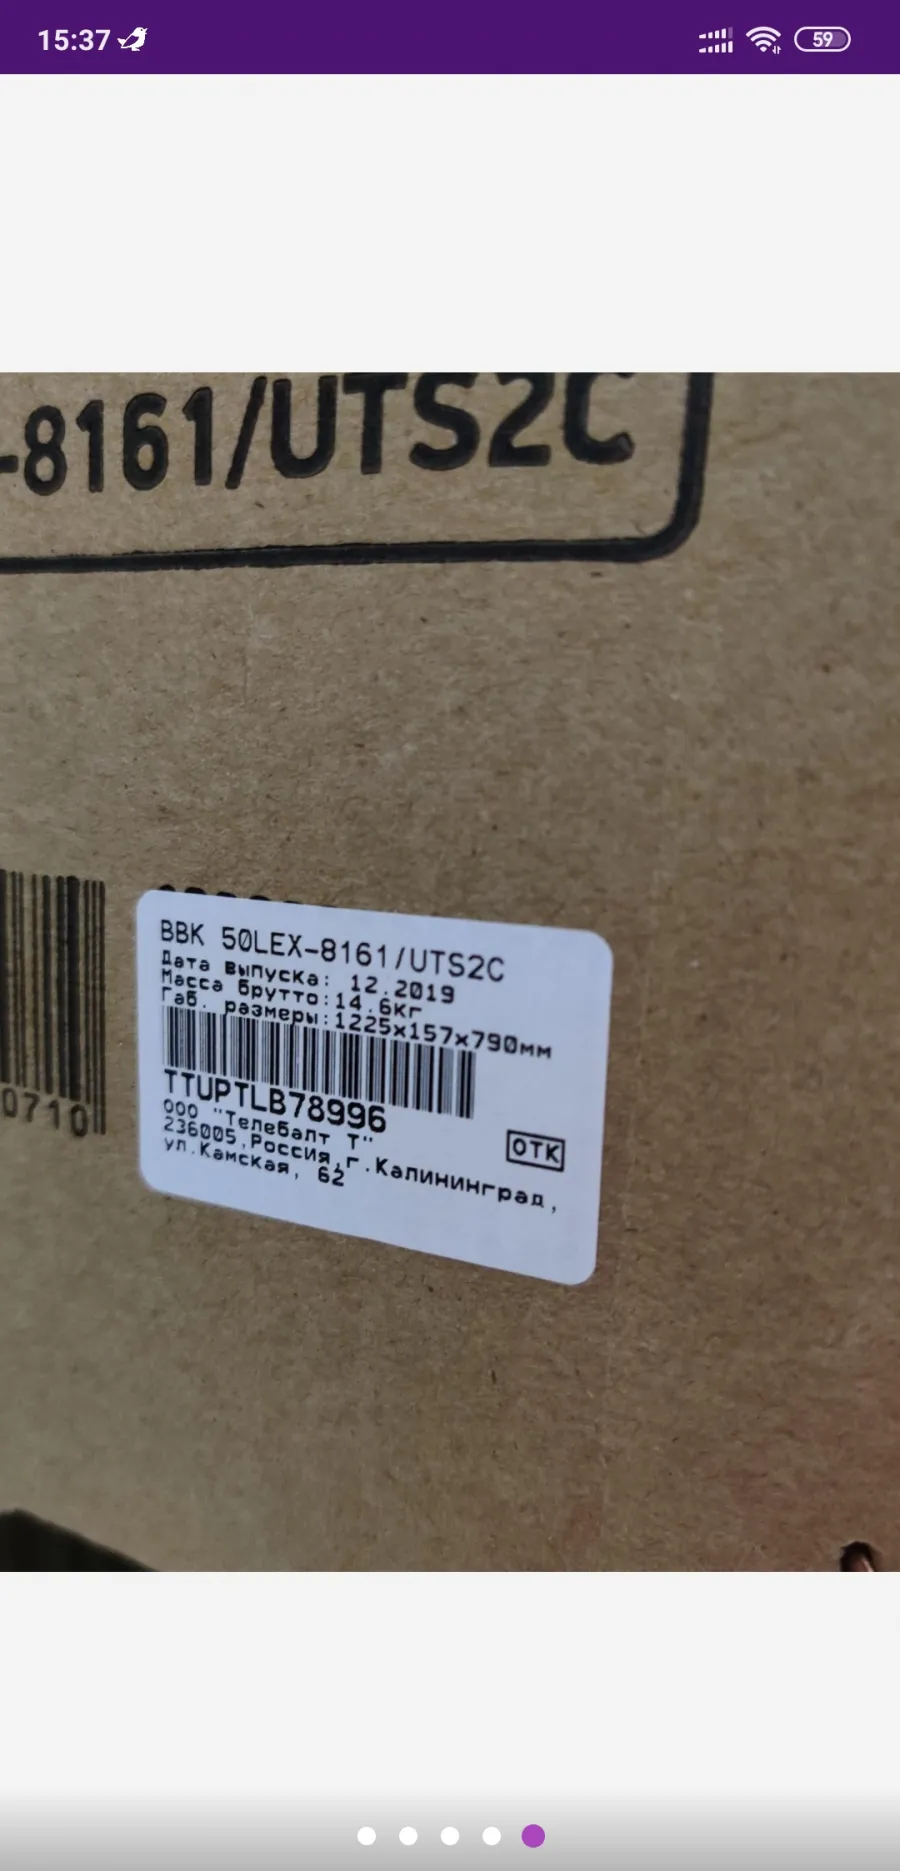 15:37
59
-8161/UTS2C
BBK 50LEX-8161/UTS2C
Дата выпуска: 12.2019
Масса брутто:14.6кг
Габ. размеры:1225x157x790мм
TTUPTLB78996
ООО "Телебалт Т"
236005,Россия,г.Калининград,
ул.Камская, 62
ОТК
0710